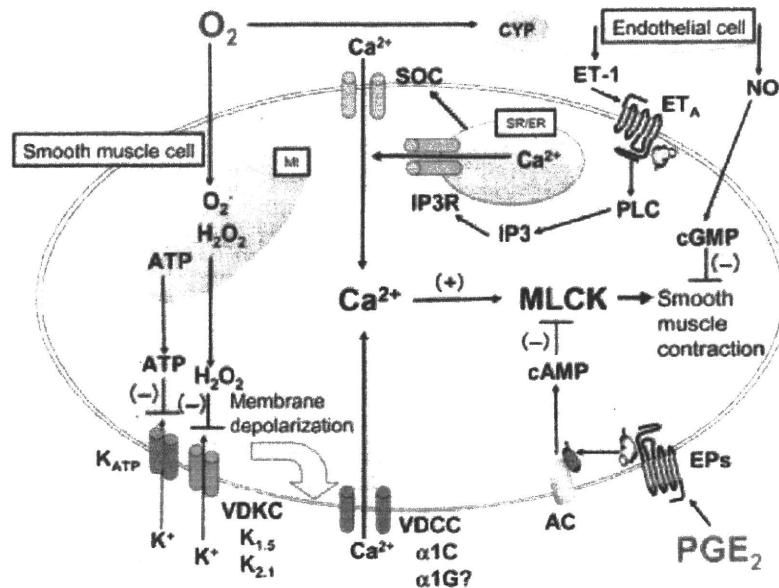 O₂
CYP
Endothelial cell
Ca²⁺
SOC
ET-1
NO
ET_A
SR/ER
Smooth muscle cell
Mt
Ca²⁺
O₂⁻
IP3R
PLC
H₂O₂
IP3
cGMP
ATP
(−)
Ca²⁺
(+)
MLCK
Smooth
muscle
contraction
(−)
cAMP
ATP
H₂O₂
(−)
(−)
Membrane
depolarization
K_ATP
EPs
VDKC
VDCC
AC
K⁺
K⁺
K₁.₅
Ca²⁺
α1C
K₂.₁
α1G?
PGE₂